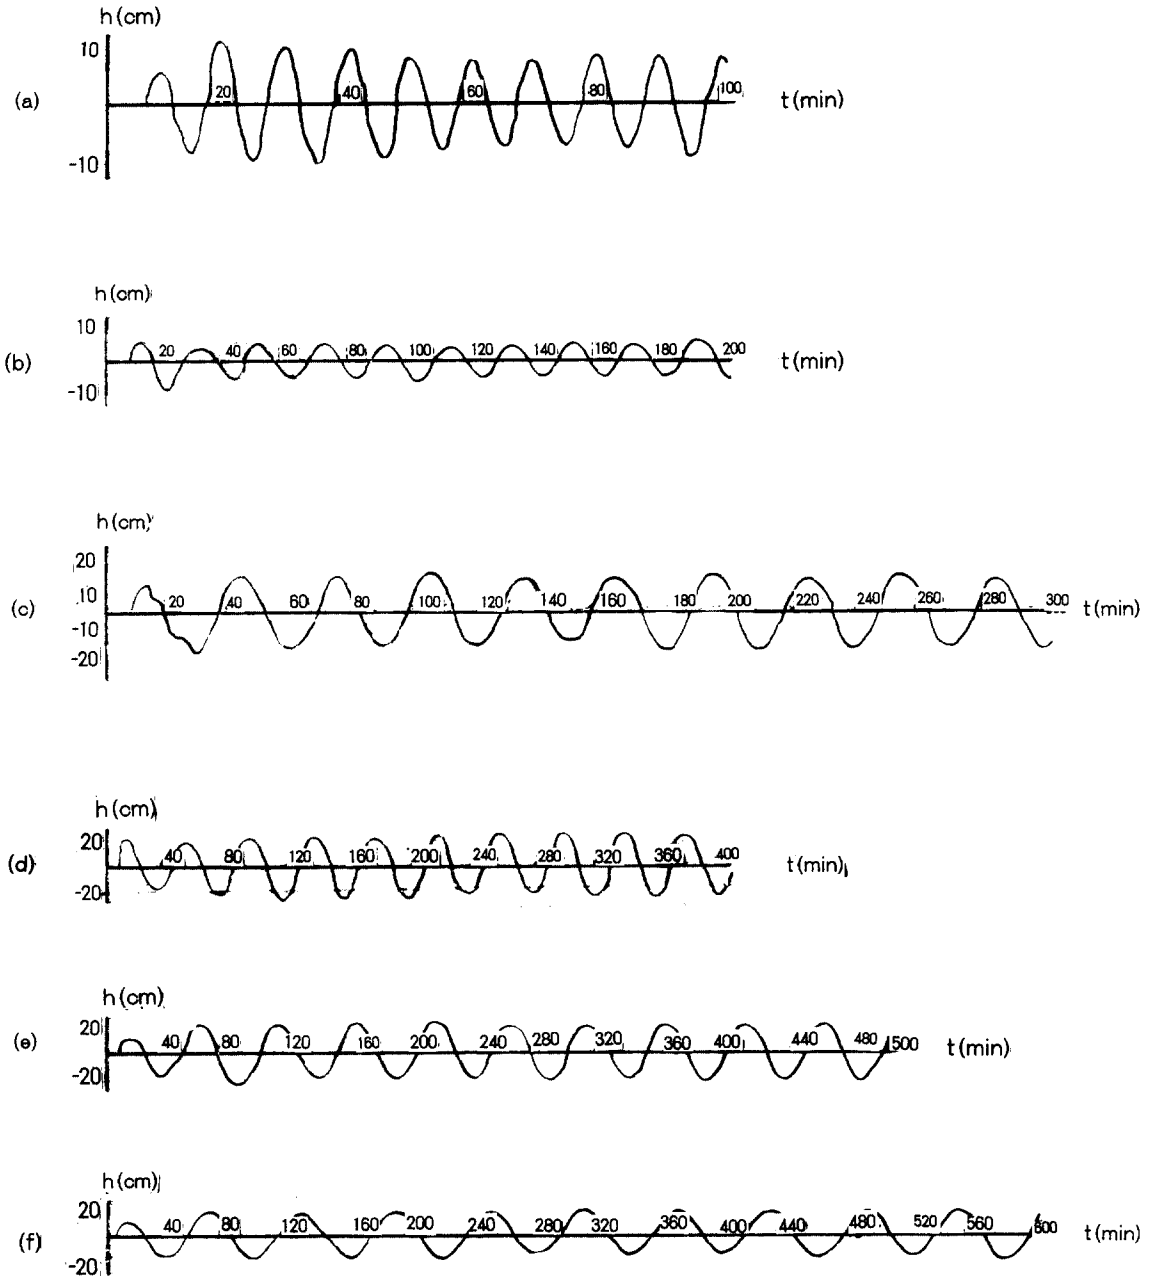 h (cm)
10
(a) 20 40 60 80 100 t (min)
-10
h (cm)
10
(b) 20 40 60 80 100 120 140 160 180 200 t (min)
-10
h (cm)
20
(c) 10 20 40 60 80 100 120 140 160 180 200 220 240 260 280 300 t (min)
-10
-20
h (cm)
20
(d) 40 80 120 160 200 240 280 320 360 400 t (min)
-20
h (cm)
20
(e) 40 80 120 160 200 240 280 320 360 400 440 480 500 t (min)
-20
h (cm)
20
40 80 120 160 200 240 280 320 360 400 440 480 520 560 600 t (min)
(f)
-20